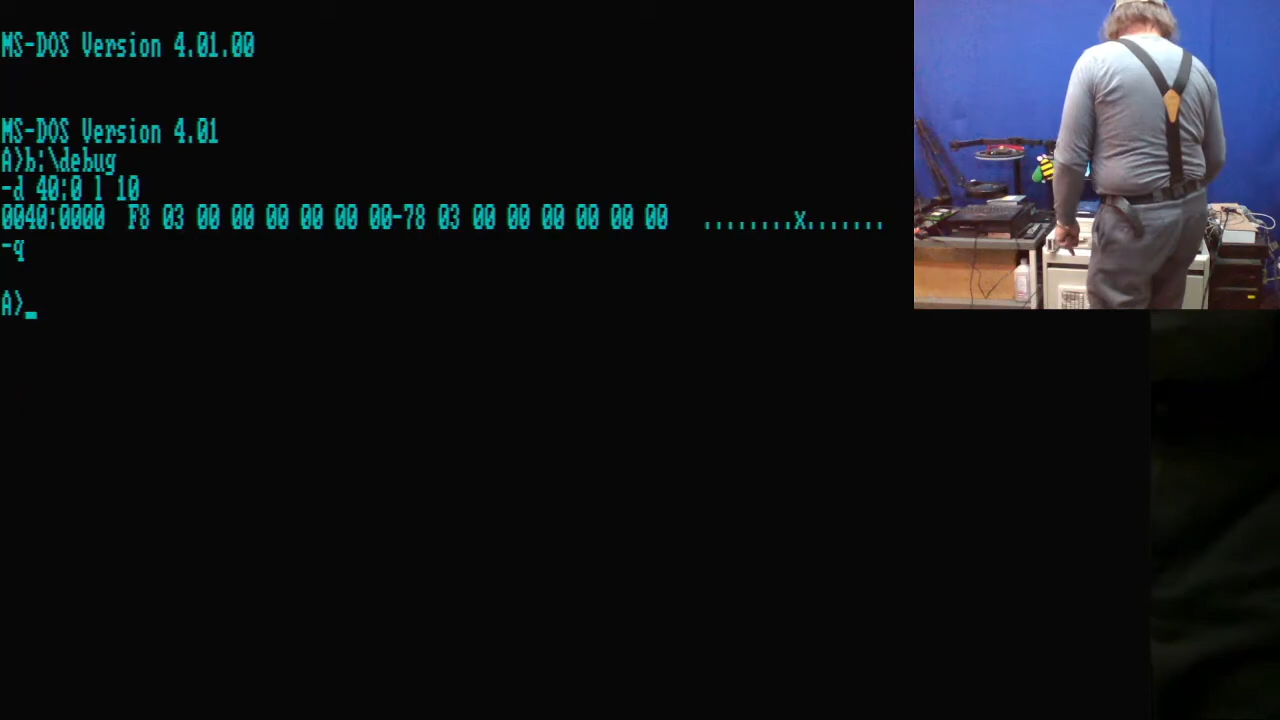 MS-DOS Version 4.01.00
MS-DOS Version 4.01
A>b:\debug
-d 40:0 l 10
0040:0000  F8 03 00 00 00 00 00 00-78 03 00 00 00 00 00 00   ........x.......
-q
A>_